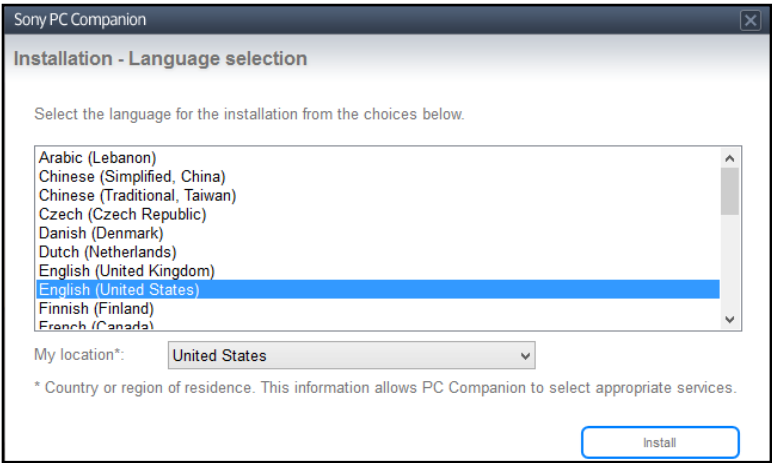 Sony PC Companion
Installation - Language selection
Select the language for the installation from the choices below.
Arabic (Lebanon)
Chinese (Simplified, China)
Chinese (Traditional, Taiwan)
Czech (Czech Republic)
Danish (Denmark)
Dutch (Netherlands)
English (United Kingdom)
English (United States)
Finnish (Finland)
French (Canada)
My location*: United States
* Country or region of residence. This information allows PC Companion to select appropriate services.
Install